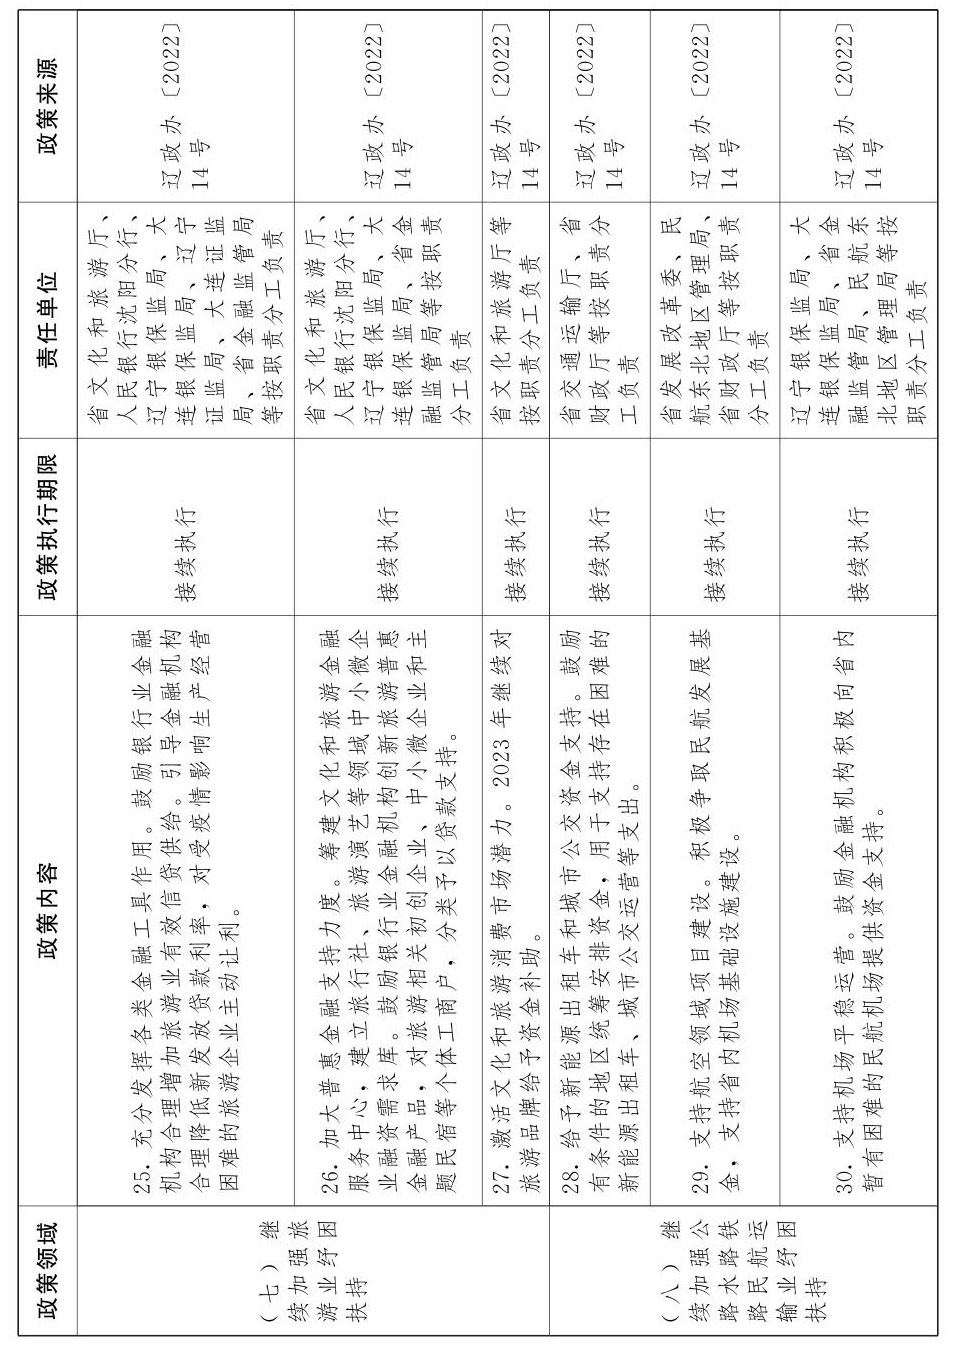 政策领域
政策内容
政策执行期限
责任单位
政策来源
（七）继
续加强旅
游业纾困
扶持
25. 充分发挥各类金融工具作用。鼓励银行业金融
机构合理增加旅游业有效信贷供给。引导金融机构
合理降低新发放贷款利率，对受疫情影响生产经营
困难的旅游企业主动让利。
接续执行
省文化和旅游厅、
人民银行沈阳分行、
辽宁银保监局、大
连银保监局、辽宁
证监局、大连证监
局、省金融监管局
等按职责分工负责
辽政办〔2022〕
14 号
26. 加大普惠金融支持力度。筹建文化和旅游金融
服务中心，建立旅行社、旅游演艺等领域中小微企
业融资需求库。鼓励银行业金融机构创新旅游普惠
金融产品，对旅游相关初创企业、中小微企业和主
题民宿等个体工商户，分类予以贷款支持。
接续执行
省文化和旅游厅、
人民银行沈阳分行、
辽宁银保监局、大
连银保监局、省金
融监管局等按职责
分工负责
辽政办〔2022〕
14 号
27. 激活文化和旅游消费市场潜力。2023 年继续对
旅游品牌给予资金补助。
接续执行
省文化和旅游厅等
按职责分工负责
辽政办〔2022〕
14 号
（八）继
续加强公
路水路铁
路民航运
输业纾困
扶持
28. 给予新能源出租车和城市公交资金支持。鼓励
有条件的地区统筹安排资金，用于支持存在困难的
新能源出租车、城市公交运营等支出。
接续执行
省交通运输厅、省
财政厅等按职责分
工负责
辽政办〔2022〕
14 号
29. 支持航空领域项目建设。积极争取民航发展基
金，支持省内机场基础设施建设。
接续执行
省发展改革委、民
航东北地区管理局、
省财政厅等按职责
分工负责
辽政办〔2022〕
14 号
30. 支持机场平稳运营。鼓励金融机构积极向省内
暂有困难的民航机场提供资金支持。
接续执行
辽宁银保监局、大
连银保监局、省金
融监管局、民航东
北地区管理局等按
职责分工负责
辽政办〔2022〕
14 号